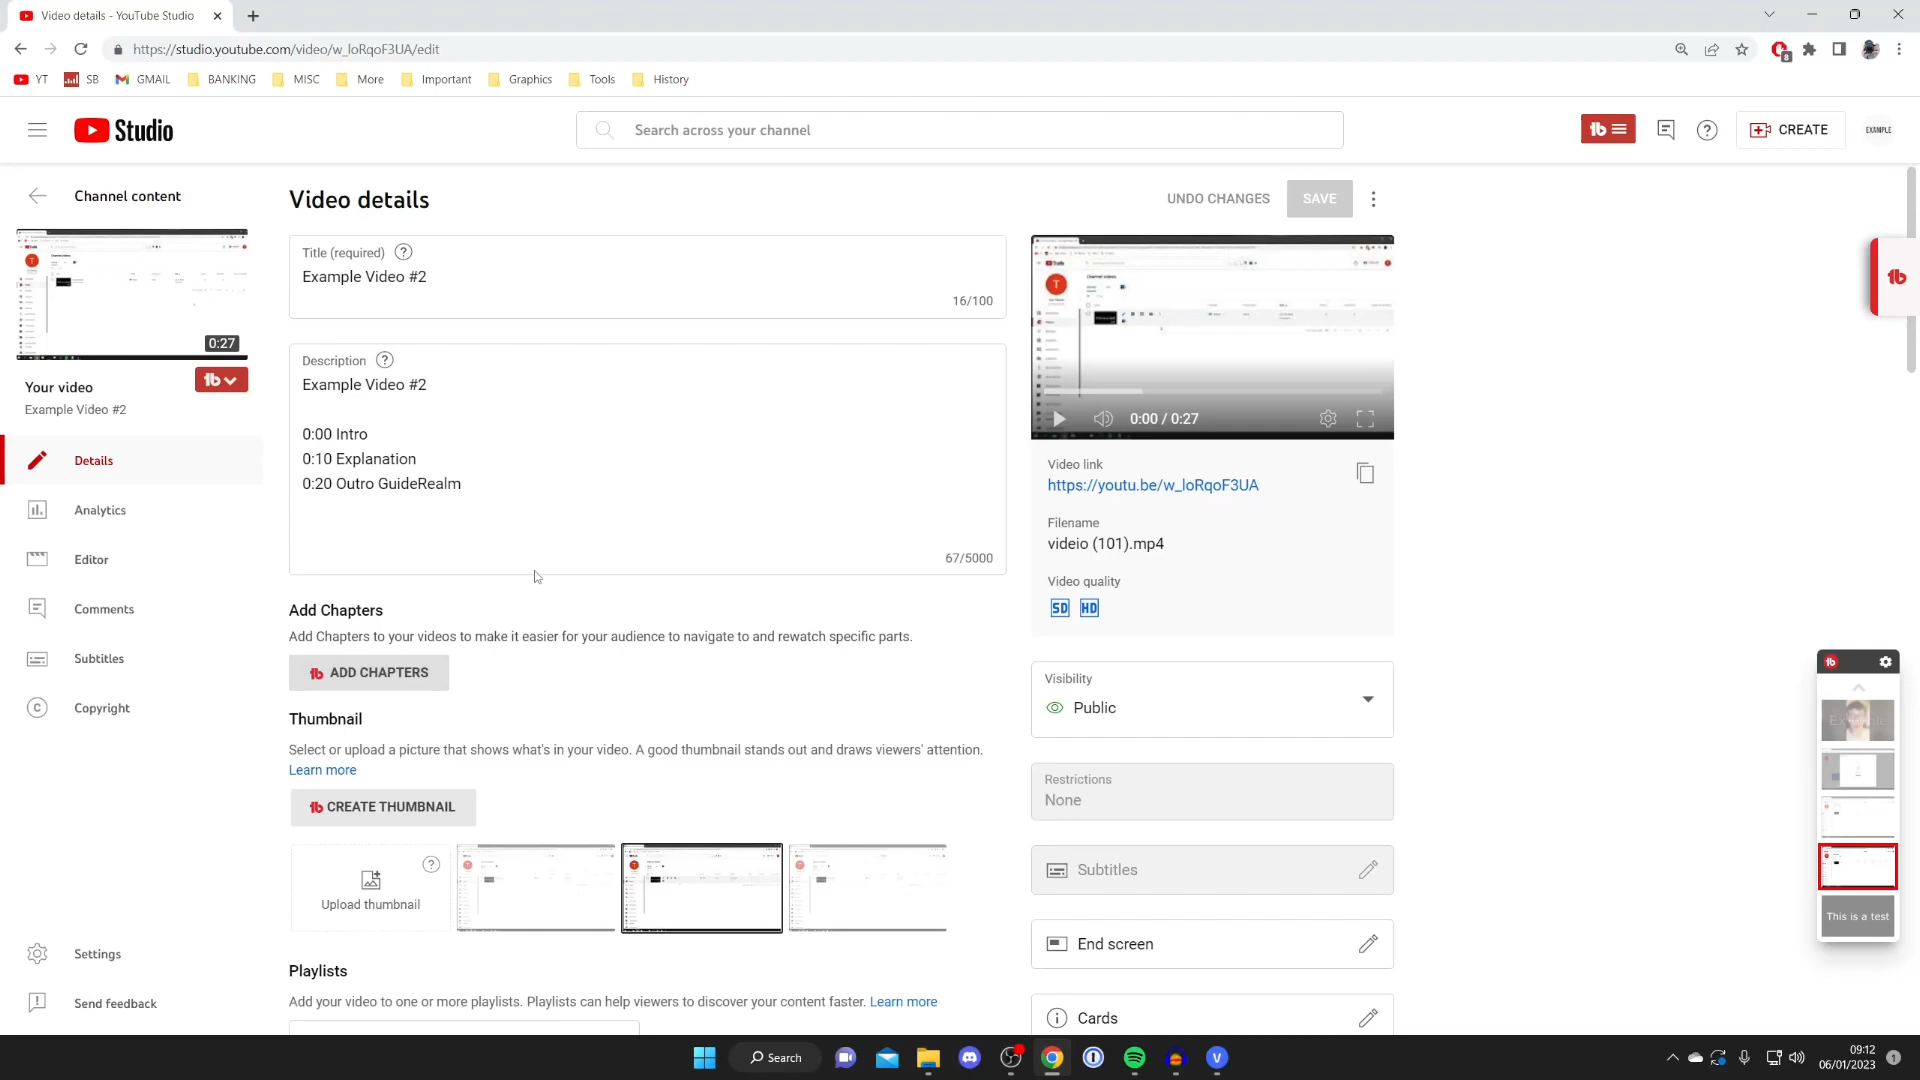 Video details - YouTube Studio
https://studio.youtube.com/video/w_loRqoF3UA/edit
8
YT
SB
GMAIL
BANKING
MISC
More
Important
Graphics
Tools
History
Studio
Search across your channel
CREATE
EXAMPLE
Channel content
0:27
Your video
Example Video #2
Details
Analytics
Editor
Comments
Subtitles
Copyright
Settings
Send feedback
Video details
UNDO CHANGES
SAVE
Title (required)
Example Video #2
16/100
Description
Example Video #2
0:00 Intro
0:10 Explanation
0:20 Outro GuideRealm
67/5000
Add Chapters
Add Chapters to your videos to make it easier for your audience to navigate to and rewatch specific parts.
ADD CHAPTERS
Thumbnail
Select or upload a picture that shows what's in your video. A good thumbnail stands out and draws viewers' attention.
Learn more
CREATE THUMBNAIL
Upload thumbnail
Playlists
Add your video to one or more playlists. Playlists can help viewers to discover your content faster. Learn more
0:00 / 0:27
Video link
https://youtu.be/w_loRqoF3UA
Filename
videio (101).mp4
Video quality
SD HD
Visibility
Public
Restrictions
None
Subtitles
End screen
Cards
This is a test
Search
09:12
06/01/2023
1